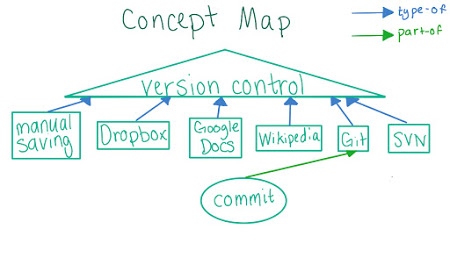 Concept Map
type-of
part-of
version control
manual
saving
Dropbox
Google
Docs
Wikipedia
Git
SVN
commit